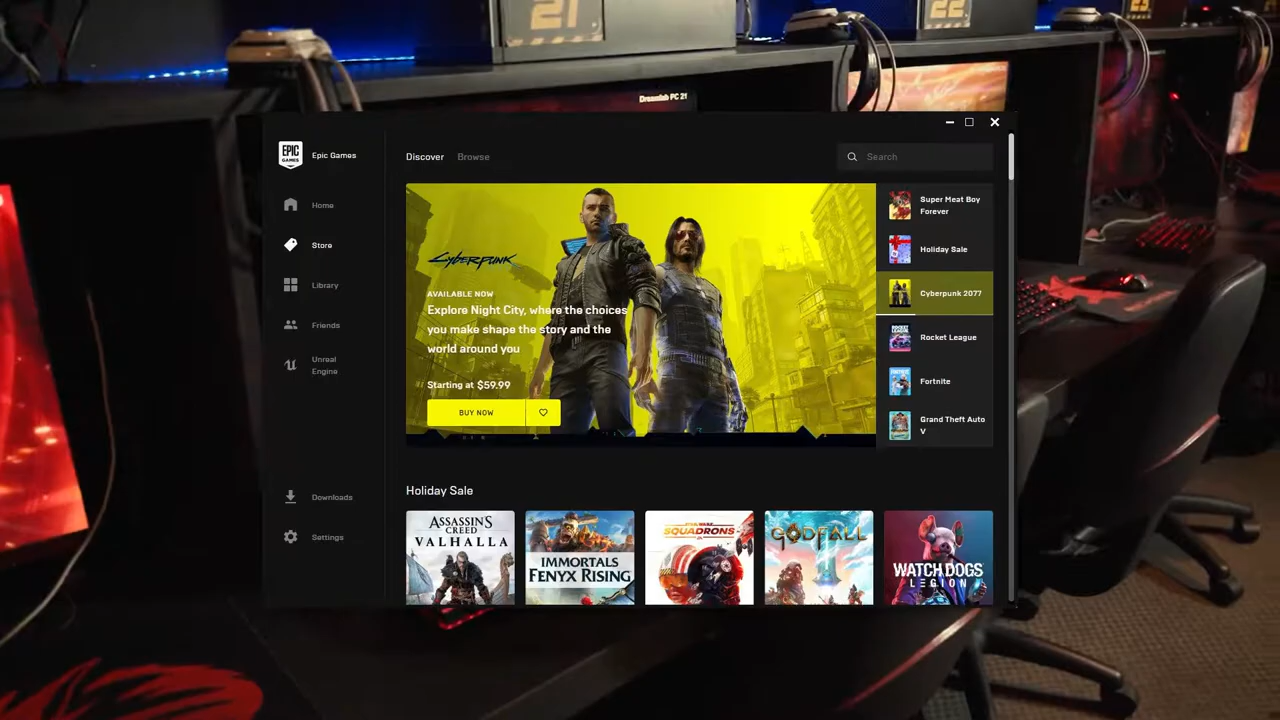 21
22
23
Dreamlab PC 21
EPIC
GAMES
Epic Games
Home
Store
Library
Friends
Unreal
Engine
Downloads
Settings
Discover
Browse
Search
CYBERPUNK
AVAILABLE NOW
Explore Night City, where the choices
you make shape the story and the
world around you
Starting at $59.99
BUY NOW
Super Meat Boy
Forever
Holiday Sale
Cyberpunk 2077
Rocket League
Fortnite
Grand Theft Auto
V
Holiday Sale
ASSASSIN'S
CREED
VALHALLA
IMMORTALS
FENYX RISING
STAR WARS
SQUADRONS
GODFALL
WATCH DOGS
LEGION